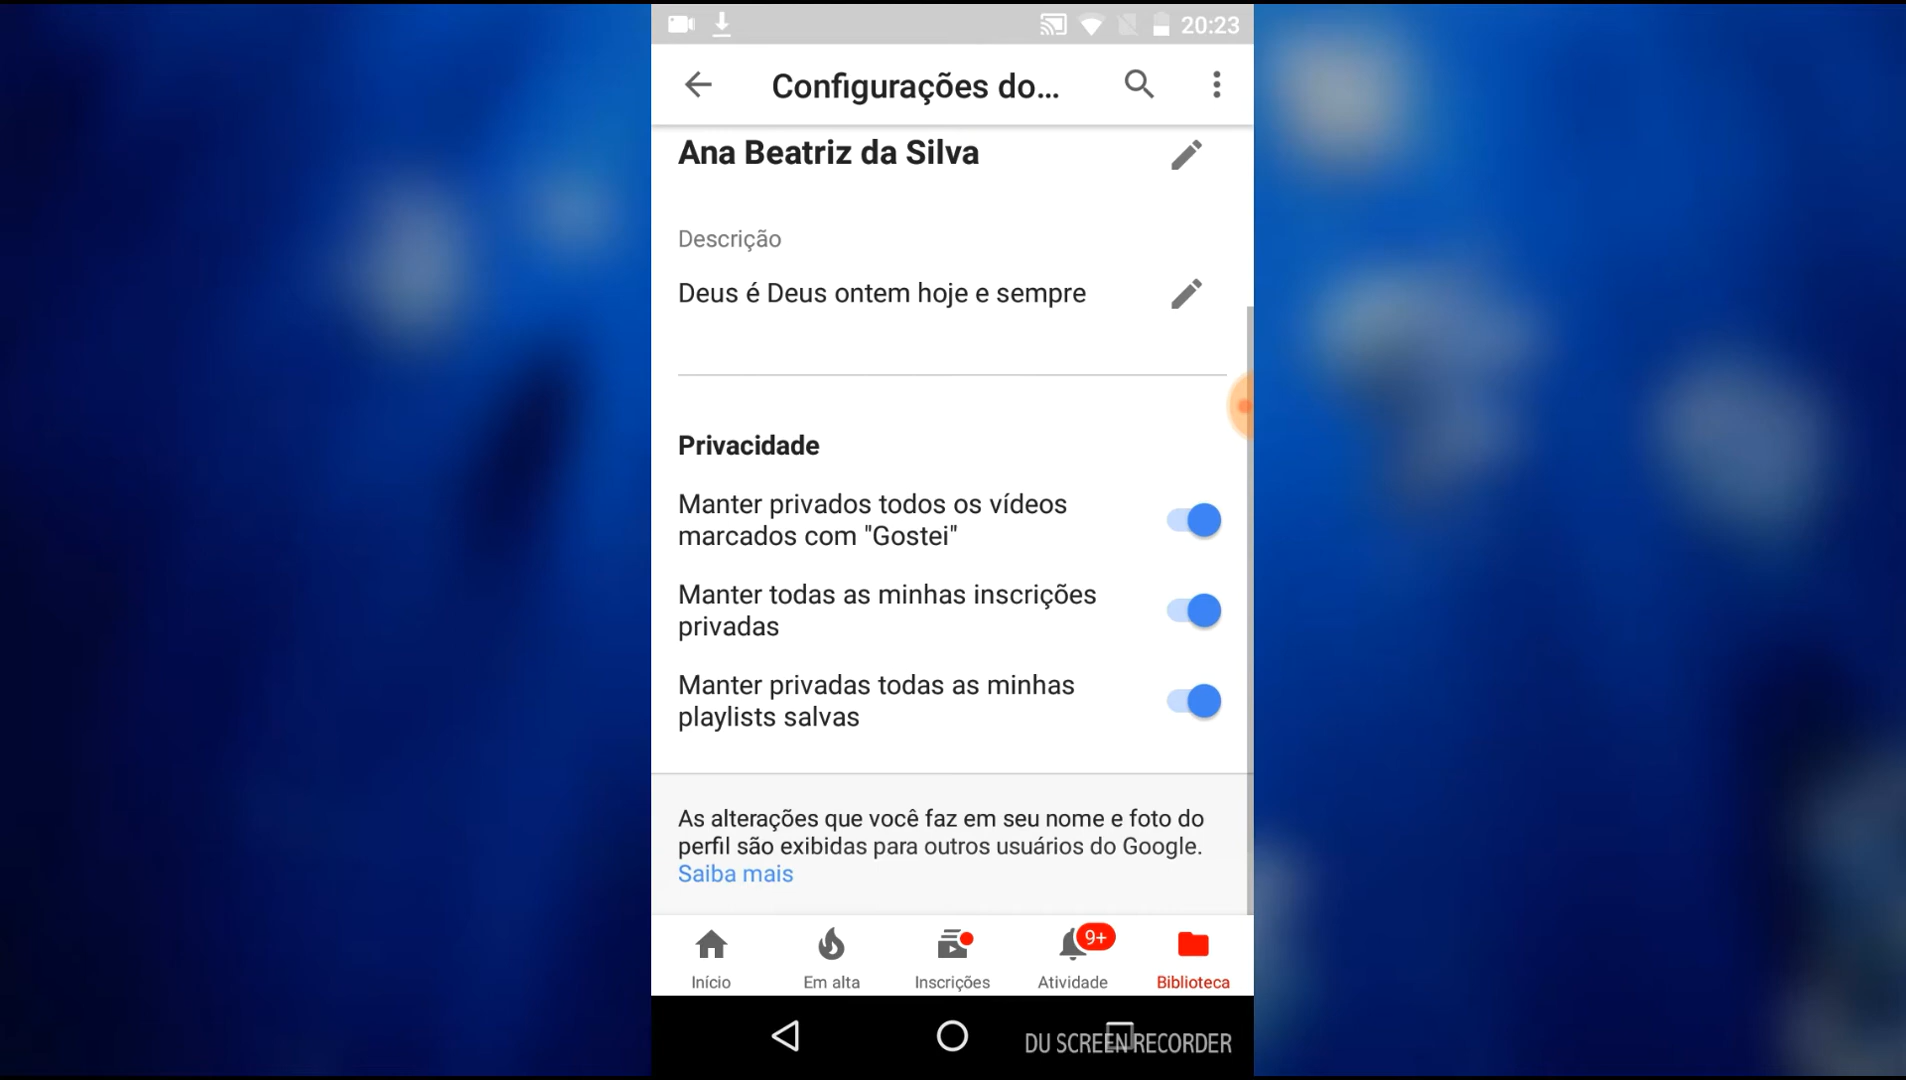 20:23
Configurações do...
Ana Beatriz da Silva
Descrição
Deus é Deus ontem hoje e sempre
Privacidade
Manter privados todos os vídeos
marcados com "Gostei"
Manter todas as minhas inscrições
privadas
Manter privadas todas as minhas
playlists salvas
As alterações que você faz em seu nome e foto do
perfil são exibidas para outros usuários do Google.
Saiba mais
9+
Início Em alta Inscrições Atividade Biblioteca
DU SCREEN RECORDER